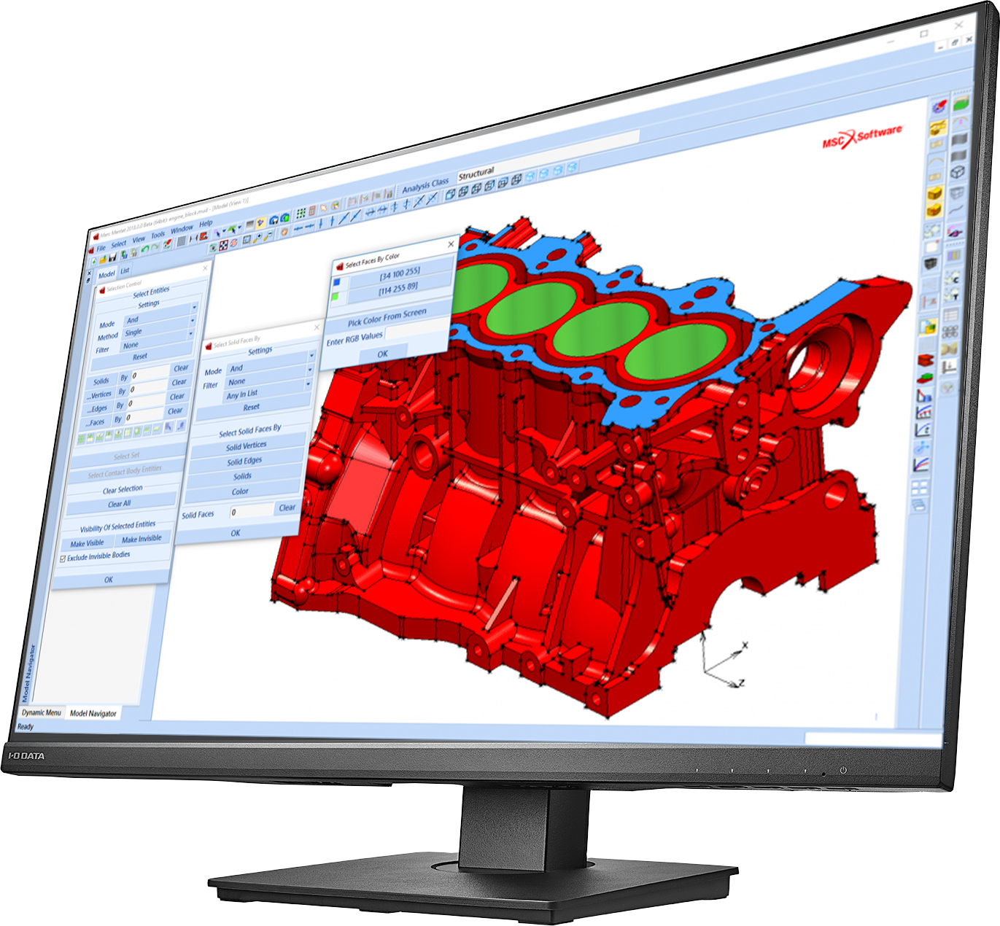 Marc Mentat 2018.0.0 Beta (64bit): engine_block.mud - [Model (View 1)]
File Select View Tools Window Help
Analysis Class Structural
MSC Software
Model List
Selection Control
Select Entities
Settings
Mode And
Method Single
Filter None
Reset
Solids By 0 Clear
...Vertices By 0 Clear
...Edges By 0 Clear
...Faces By 0 Clear
Select Set
Select Contact Body Entities
Clear Selection
Clear All
Visibility Of Selected Entities
Make Visible Make Invisible
Exclude Invisible Bodies
OK
Select Solid Faces By
Settings
Mode And
Filter None
Any In List
Reset
Select Solid Faces By
Solid Vertices
Solid Edges
Solids
Color
Solid Faces 0 Clear
OK
Select Faces By Color
[34 100 255]
[114 255 89]
Pick Color From Screen
Enter RGB Values
OK
X
Z
Model Navigator
Dynamic Menu Model Navigator
Ready
I-O DATA